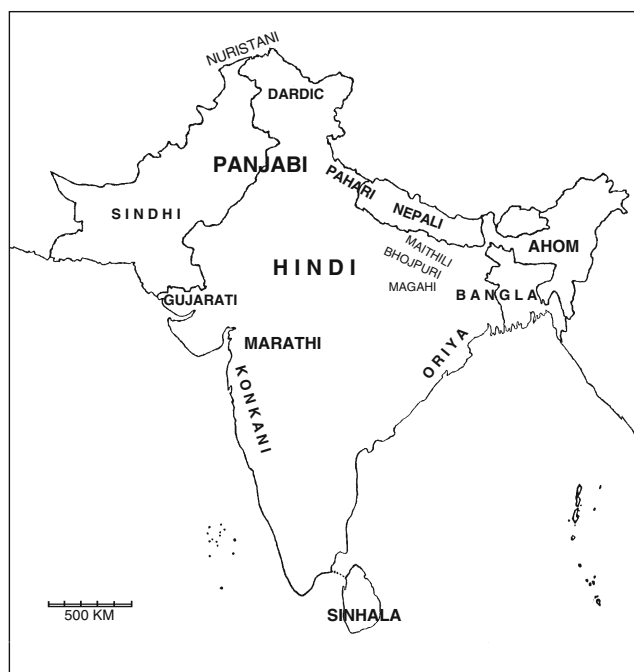 NURISTANI
DARDIC
PANJABI
PAHARI
NEPALI
SINDHI
AHOM
MAITHILI
BHOJPURI
HINDI
MAGAHI
BANGLA
GUJARATI
MARATHI
ORIYA
KONKANI
500 KM
SINHALA